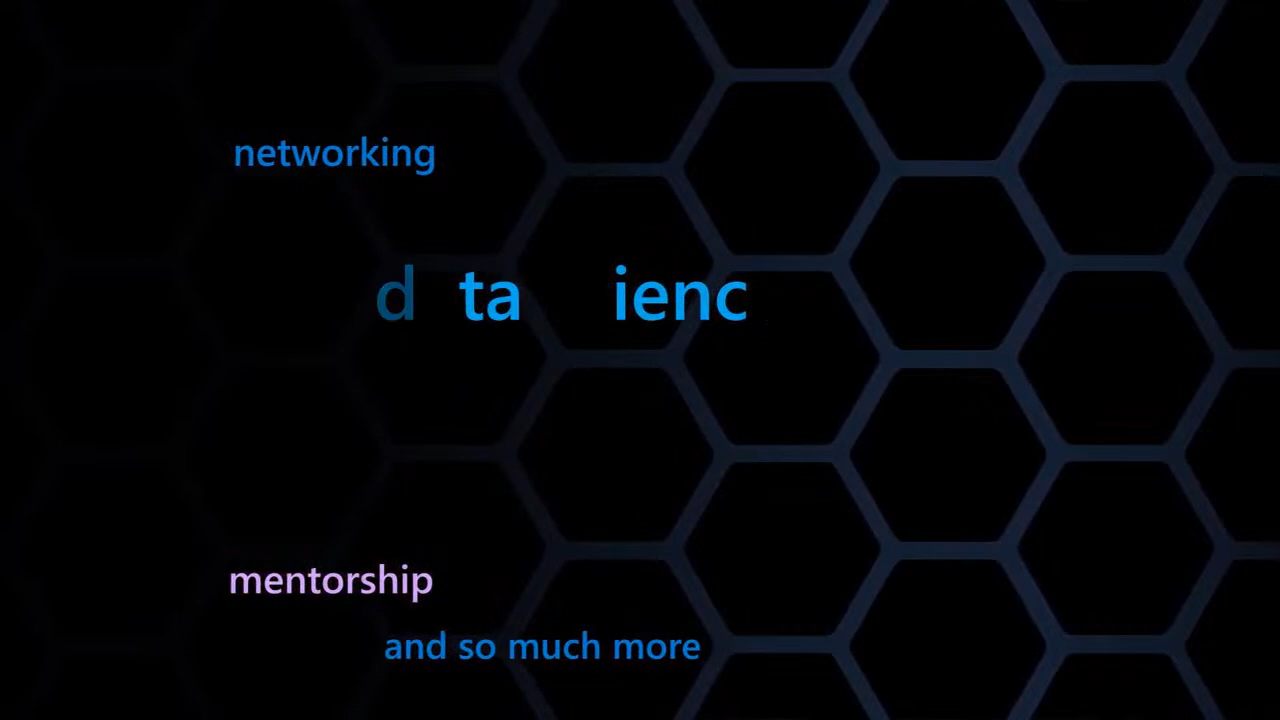 networking
d ta ienc
mentorship
and so much more